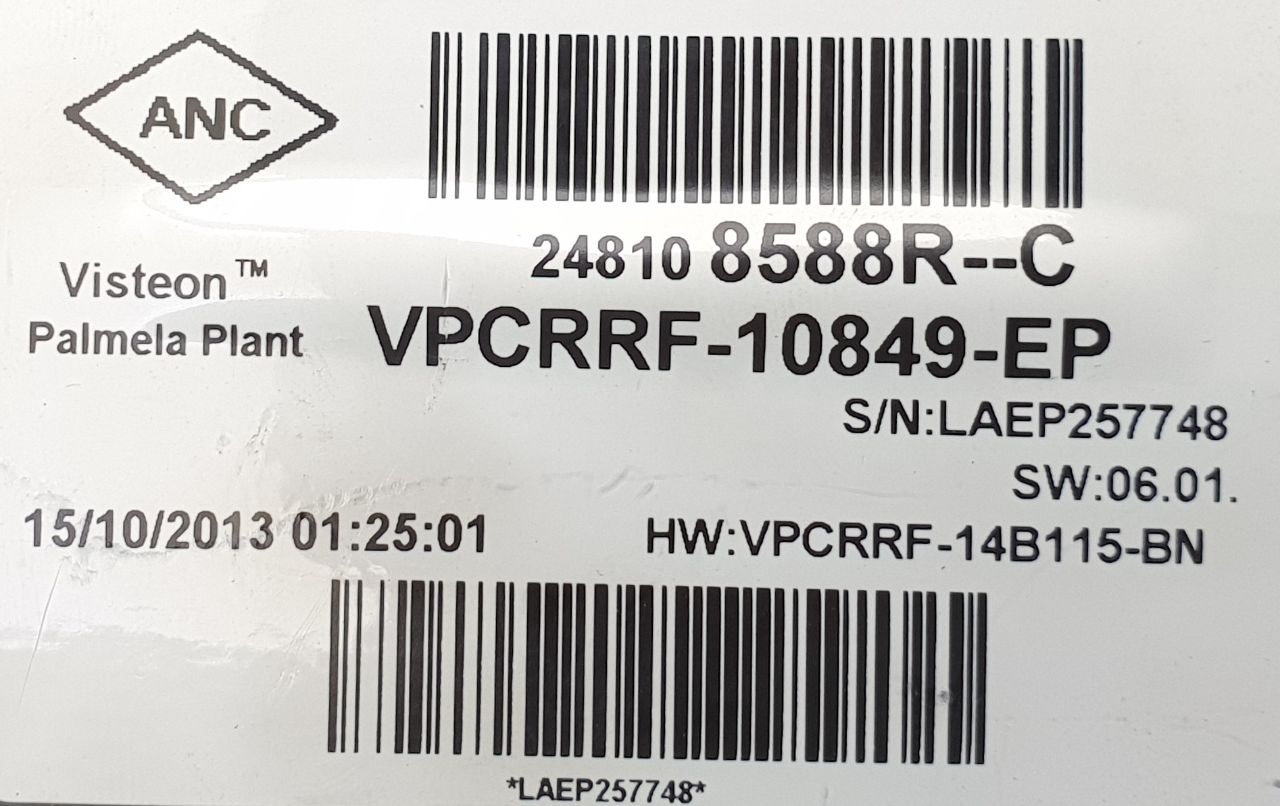 ANC
24810 8588R--C
Visteon™
Palmela Plant
VPCRRF-10849-EP
S/N:LAEP257748
SW:06.01.
15/10/2013 01:25:01
HW:VPCRRF-14B115-BN
*LAEP257748*